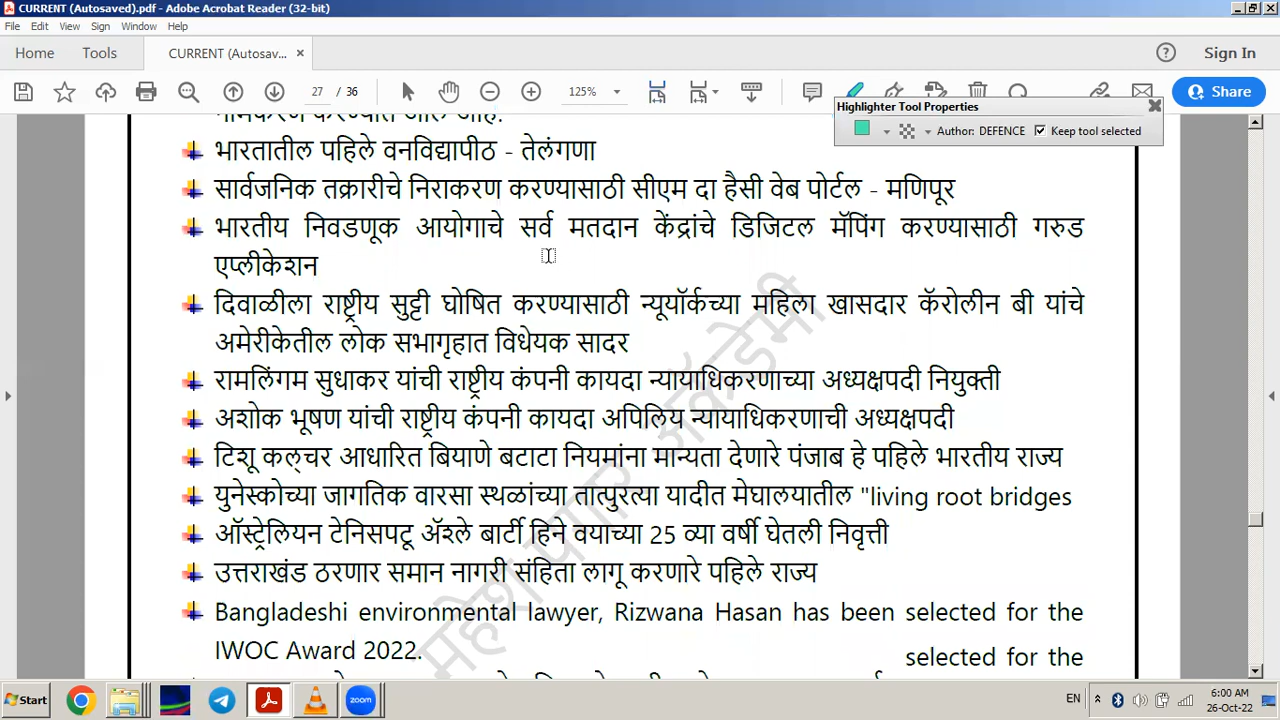 CURRENT (Autosaved).pdf - Adobe Acrobat Reader (32-bit)
File Edit View Sign Window Help
Home Tools CURRENT (Autosav... × Sign In
27 / 36 125% Share
Highlighter Tool Properties
Author: DEFENCE Keep tool selected
भारतातील पहिले वनविद्यापीठ - तेलंगणा
सार्वजनिक तक्रारीचे निराकरण करण्यासाठी सीएम दा हैसी वेब पोर्टल - मणिपूर
भारतीय निवडणूक आयोगाचे सर्व मतदान केंद्रांचे डिजिटल मॅपिंग करण्यासाठी गरुड
एप्लीकेशन
दिवाळीला राष्ट्रीय सुट्टी घोषित करण्यासाठी न्यूयॉर्कच्या महिला खासदार कॅरोलीन बी यांचे
अमेरीकेतील लोक सभागृहात विधेयक सादर
रामलिंगम सुधाकर यांची राष्ट्रीय कंपनी कायदा न्यायाधिकरणाच्या अध्यक्षपदी नियुक्ती
अशोक भूषण यांची राष्ट्रीय कंपनी कायदा अपिलिय न्यायाधिकरणाची अध्यक्षपदी
टिशू कल्चर आधारित बियाणे बटाटा नियमांना मान्यता देणारे पंजाब हे पहिले भारतीय राज्य
युनेस्कोच्या जागतिक वारसा स्थळांच्या तात्पुरत्या यादीत मेघालयातील "living root bridges
ऑस्ट्रेलियन टेनिसपटू ॲश्ले बार्टी हिने वयाच्या 25 व्या वर्षी घेतली निवृत्ती
उत्तराखंड ठरणार समान नागरी संहिता लागू करणारे पहिले राज्य
Bangladeshi environmental lawyer, Rizwana Hasan has been selected for the
IWOC Award 2022.
selected for the
महेश पगार अकॅडेमी
Start zoom EN 6:00 AM
26-Oct-22